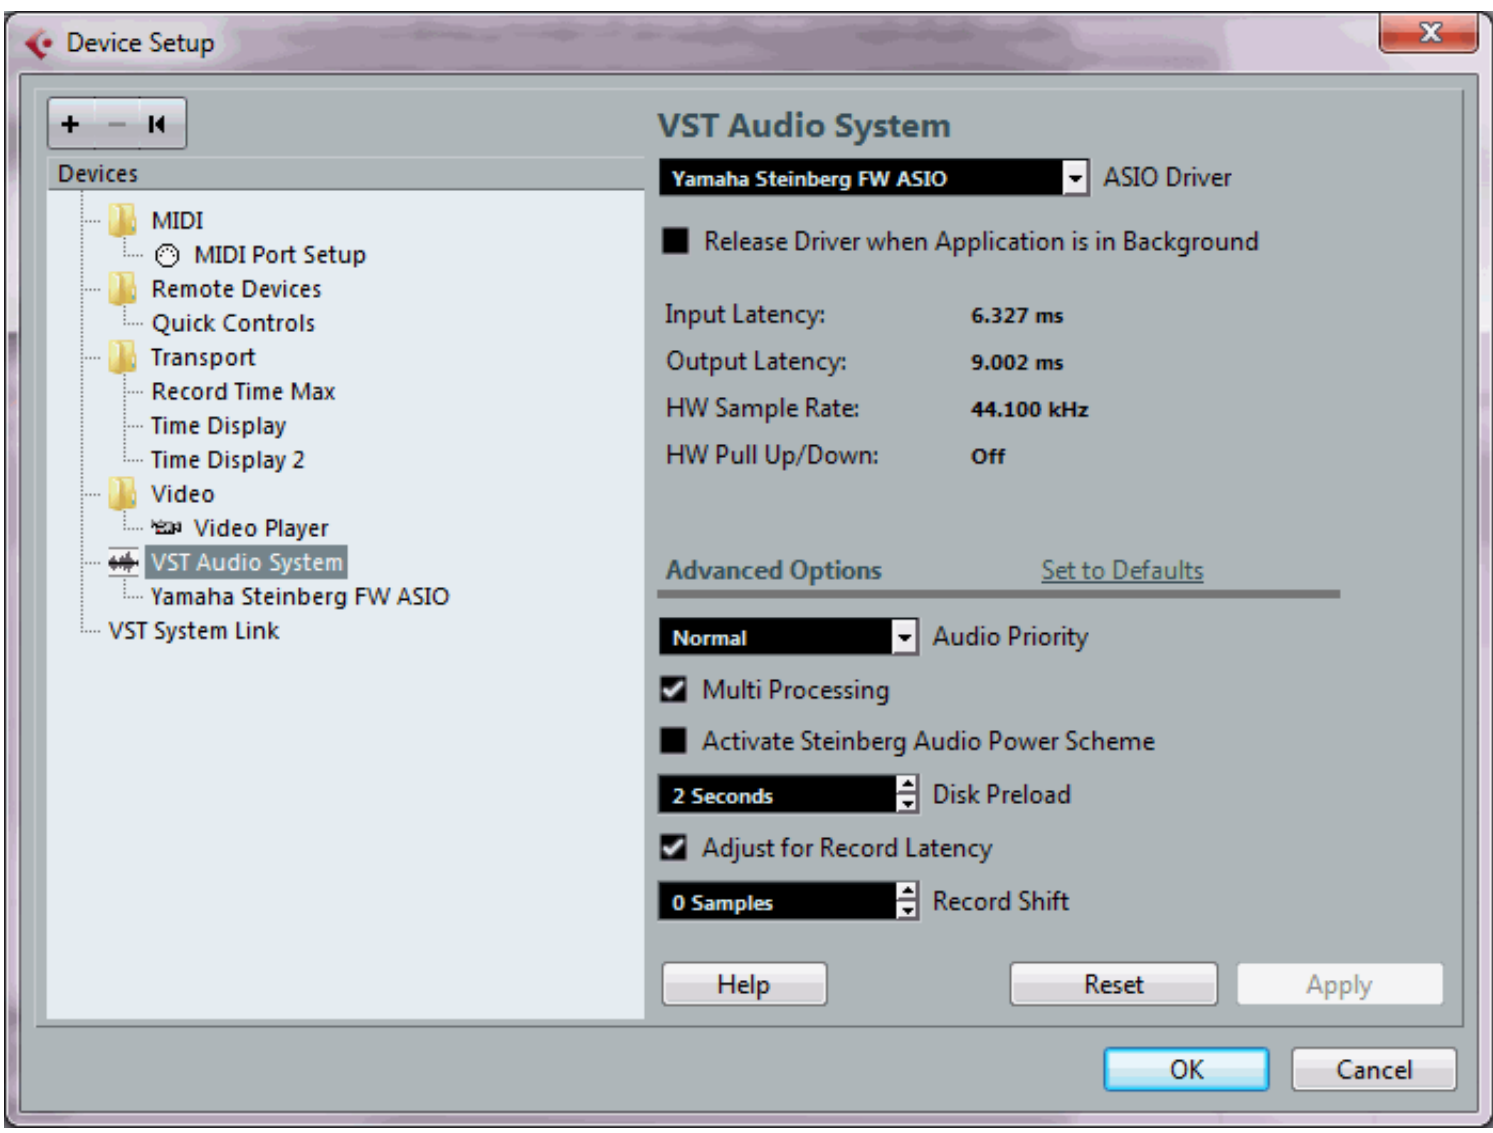 Device Setup
+ −
Devices
MIDI
MIDI Port Setup
Remote Devices
Quick Controls
Transport
Record Time Max
Time Display
Time Display 2
Video
Video Player
VST Audio System
Yamaha Steinberg FW ASIO
VST System Link
VST Audio System
Yamaha Steinberg FW ASIO ASIO Driver
Release Driver when Application is in Background
Input Latency: 6.327 ms
Output Latency: 9.002 ms
HW Sample Rate: 44.100 kHz
HW Pull Up/Down: Off
Advanced Options Set to Defaults
Normal Audio Priority
Multi Processing
Activate Steinberg Audio Power Scheme
2 Seconds Disk Preload
Adjust for Record Latency
0 Samples Record Shift
Help Reset Apply
OK Cancel